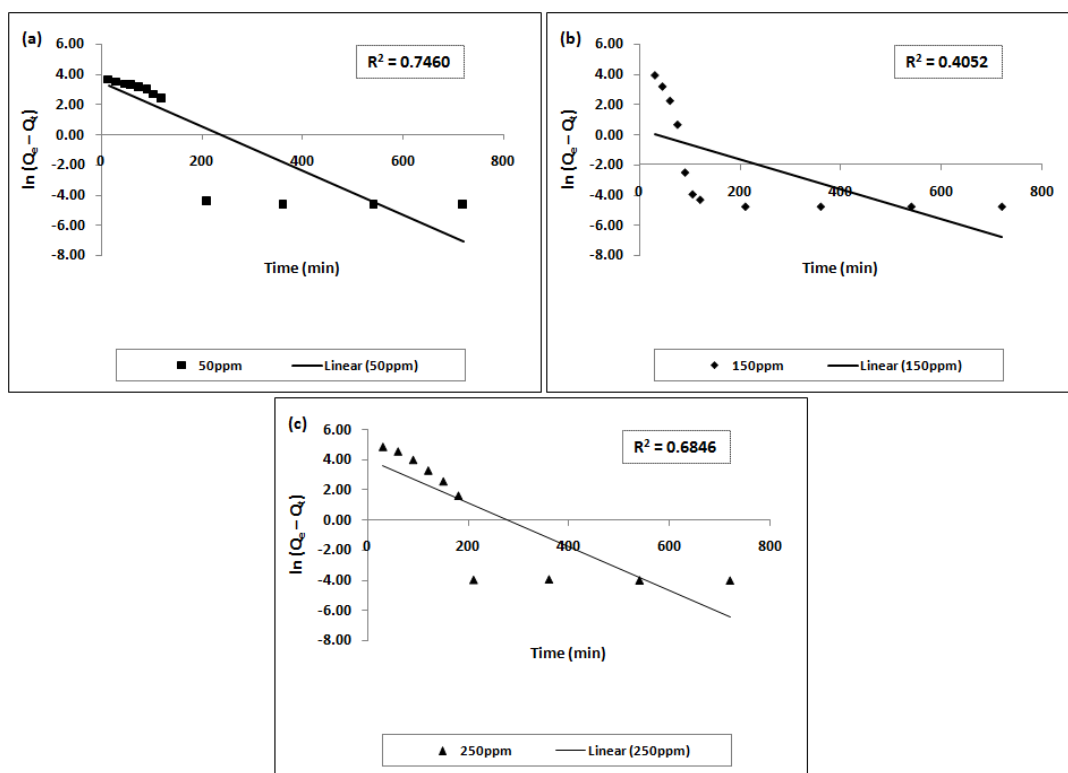 (a)
R² = 0.7460
6.00
4.00
2.00
0.00
-2.00
-4.00
-6.00
-8.00
0
200
400
600
800
ln (Qₑ – Qₜ)
Time (min)
50ppm
Linear (50ppm)
(b)
R² = 0.4052
6.00
4.00
2.00
0.00
-2.00
-4.00
-6.00
-8.00
0
200
400
600
800
ln (Qₑ – Qₜ)
Time (min)
150ppm
Linear (150ppm)
(c)
R² = 0.6846
6.00
4.00
2.00
0.00
-2.00
-4.00
-6.00
-8.00
0
200
400
600
800
ln (Qₑ – Qₜ)
Time (min)
250ppm
Linear (250ppm)